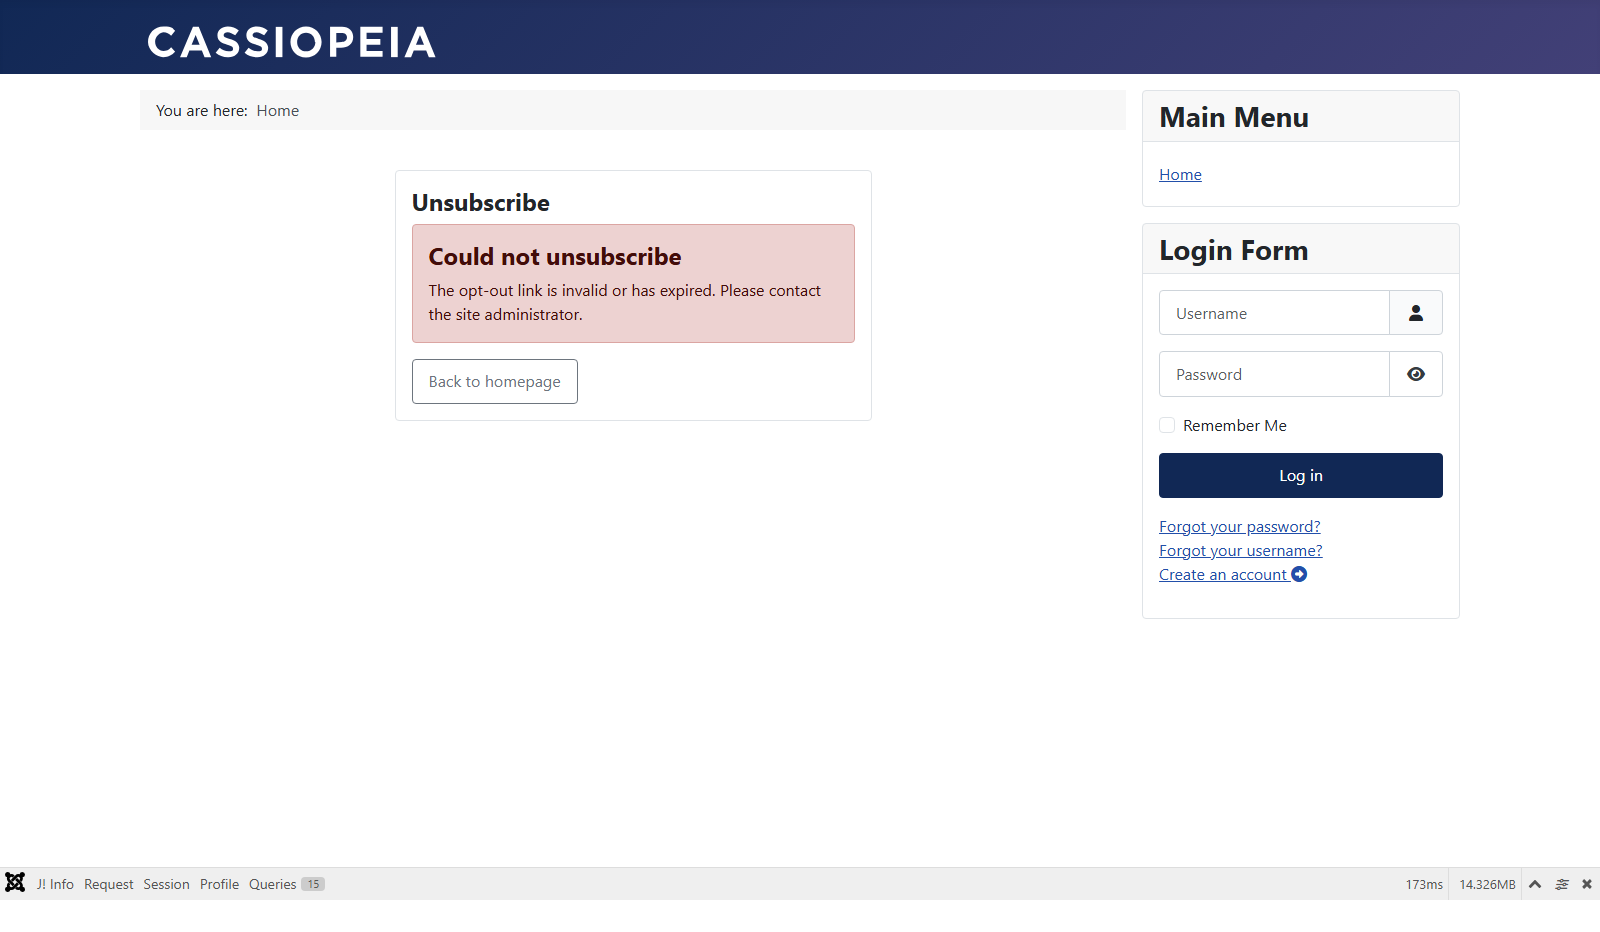 CASSIOPEIA
You are here: Home
Unsubscribe
Could not unsubscribe
The opt-out link is invalid or has expired. Please contact
the site administrator.
Back to homepage
Main Menu
Home
Login Form
Username
Password
Remember Me
Log in
Forgot your password?
Forgot your username?
Create an account
J! Info Request Session Profile Queries 15
173ms 14.326MB